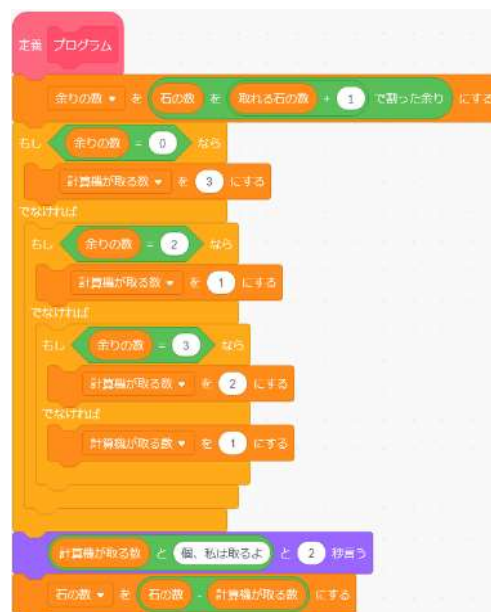 定義 プログラム
余りの数 を 石の数 を 取れる石の数 + 1 で割った余り にする
もし 余りの数 = 0 なら
計算機が取る数 を 3 にする
でなければ
もし 余りの数 = 2 なら
計算機が取る数 を 1 にする
でなければ
もし 余りの数 = 3 なら
計算機が取る数 を 2 にする
でなければ
計算機が取る数 を 1 にする
計算機が取る数 と 個、私は取るよ と 2 秒言う
石の数 を 石の数 - 計算機が取る数 にする